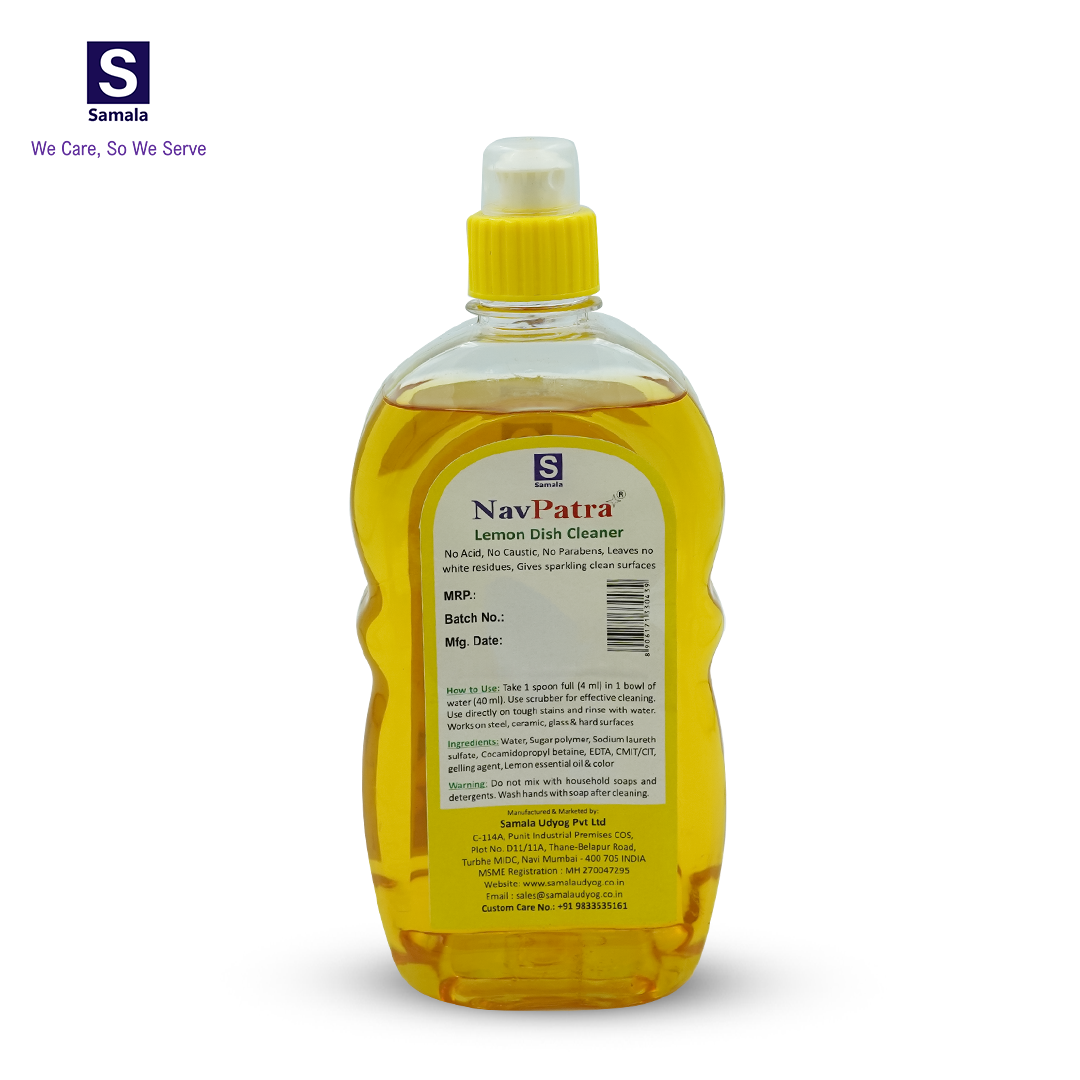 S
Samala
We Care, So We Serve
S
Samala
NavPatra®
Lemon Dish Cleaner
No Acid, No Caustic, No Parabens, Leaves no
white residues, Gives sparkling clean surfaces
MRP.:
Batch No.:
Mfg. Date:
8906171330439
How to Use: Take 1 spoon full (4 ml) in 1 bowl of
water (40 ml). Use scrubber for effective cleaning.
Use directly on tough stains and rinse with water.
Works on steel, ceramic, glass & hard surfaces
Ingredients: Water, Sugar polymer, Sodium laureth
sulfate, Cocamidopropyl betaine, EDTA, CMIT/CIT,
gelling agent, Lemon essential oil & color
Warning: Do not mix with household soaps and
detergents. Wash hands with soap after cleaning.
Manufactured & Marketed by:
Samala Udyog Pvt Ltd
C-114A, Punit Industrial Premises COS,
Plot No. D11/11A, Thane-Belapur Road,
Turbhe MIDC, Navi Mumbai - 400 705 INDIA
MSME Registration : MH 270047295
Website: www.samalaudyog.co.in
Email : sales@samalaudyog.co.in
Custom Care No.: +91 9833535161